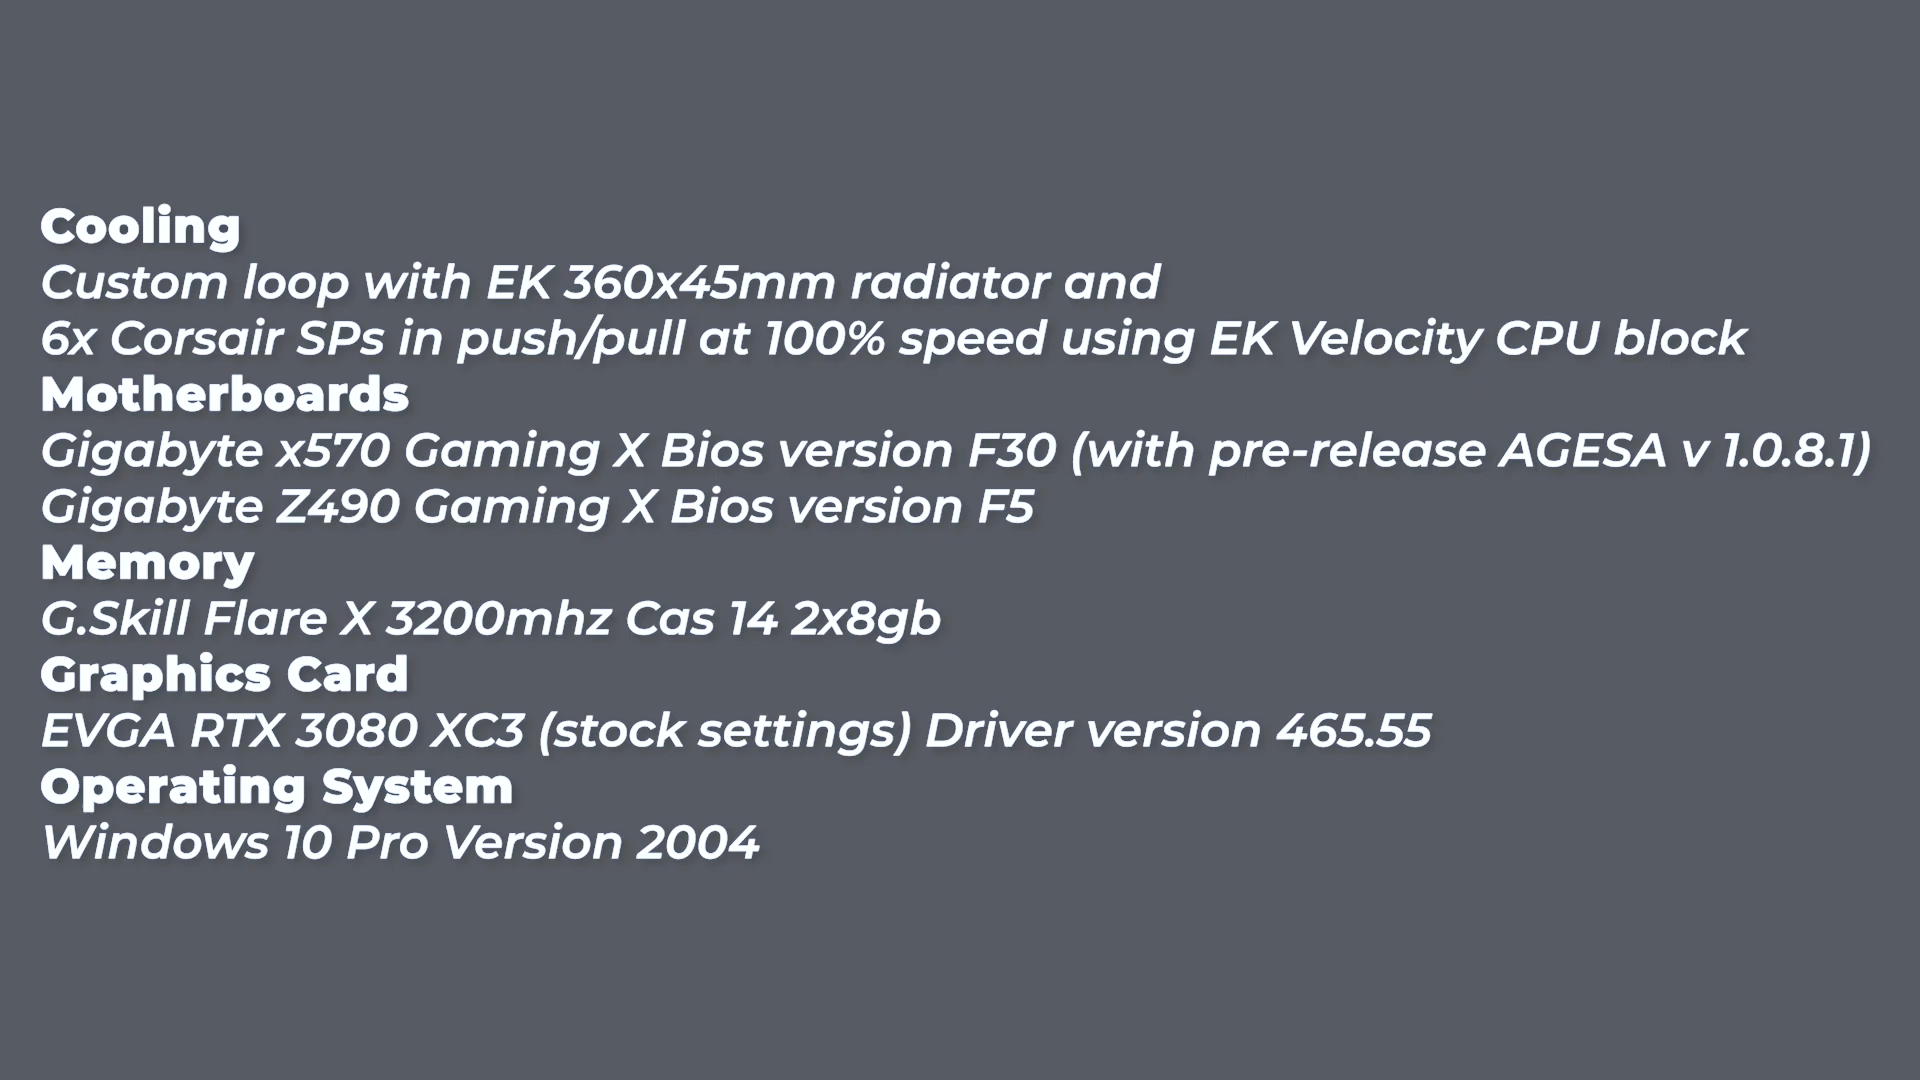 Cooling
Custom loop with EK 360x45mm radiator and
6x Corsair SPs in push/pull at 100% speed using EK Velocity CPU block
Motherboards
Gigabyte x570 Gaming X Bios version F30 (with pre-release AGESA v 1.0.8.1)
Gigabyte Z490 Gaming X Bios version F5
Memory
G.Skill Flare X 3200mhz Cas 14 2x8gb
Graphics Card
EVGA RTX 3080 XC3 (stock settings) Driver version 465.55
Operating System
Windows 10 Pro Version 2004